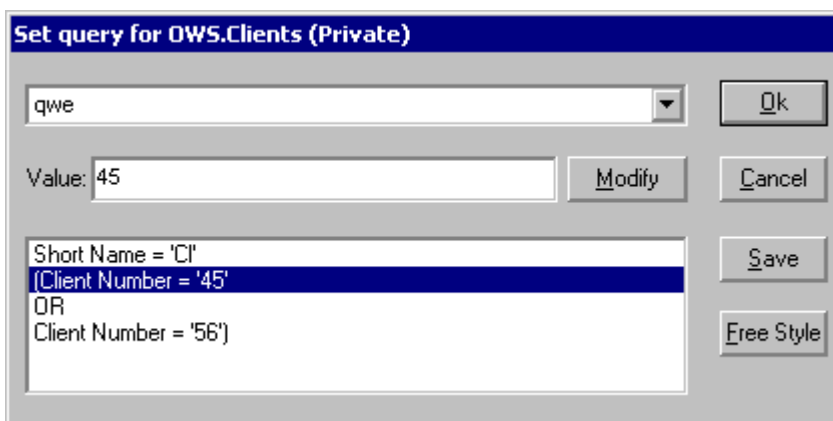 Set query for OWS.Clients (Private)
qwe
Ok
Value: 45
Modify
Cancel
Short Name = 'Cl'
(Client Number = '45'
OR
Client Number = '56')
Save
Free Style